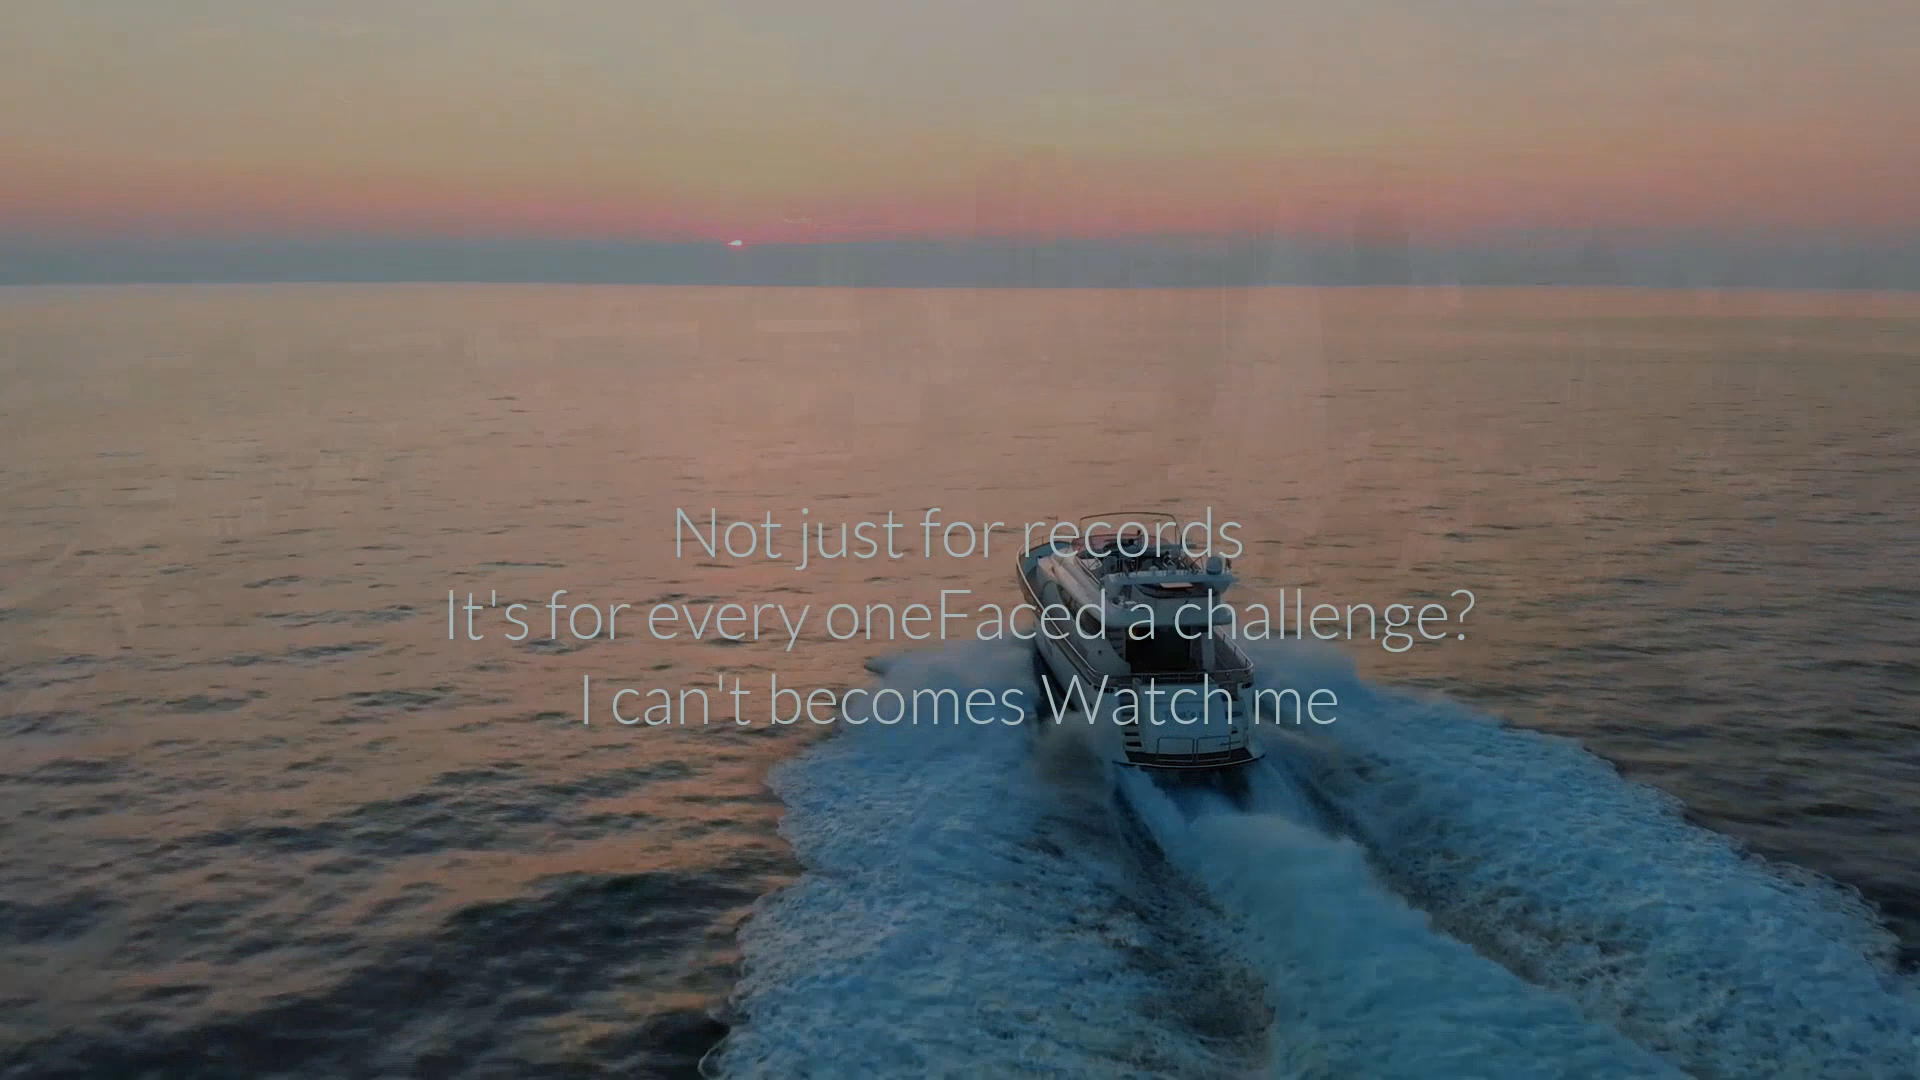 Not just for records
It's for every oneFaced a challenge?
I can't becomes Watch me